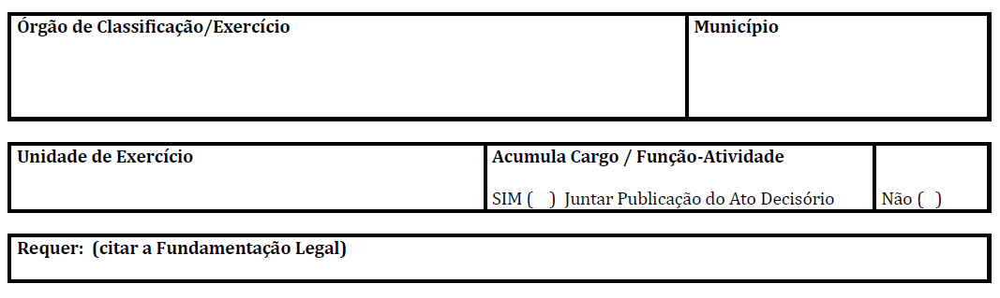 Órgão de Classificação/Exercício
Município
Unidade de Exercício
Acumula Cargo / Função-Atividade
SIM ( ) Juntar Publicação do Ato Decisório
Não ( )
Requer: (citar a Fundamentação Legal)